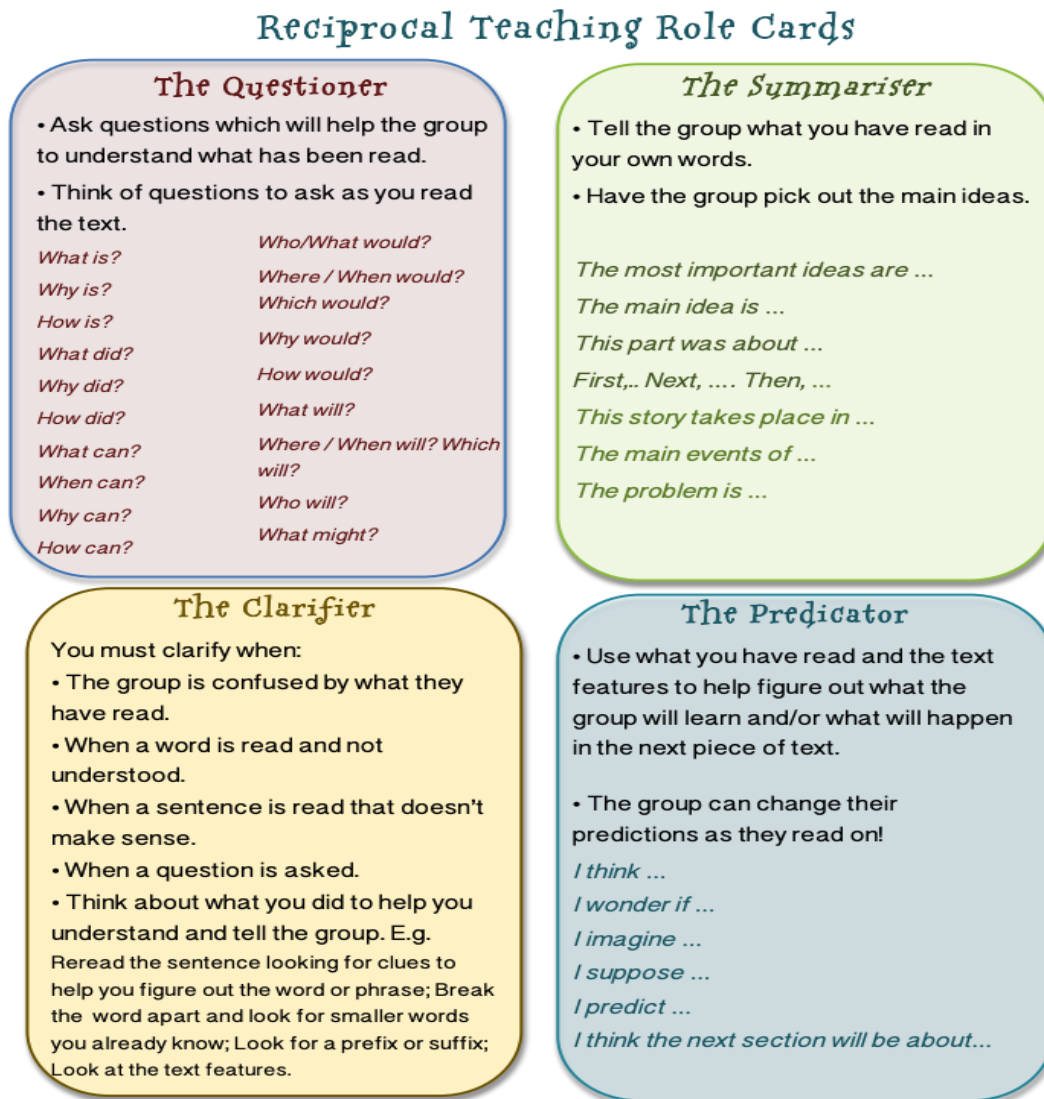 Reciprocal Teaching Role Cards
The Questioner
• Ask questions which will help the group
to understand what has been read.
• Think of questions to ask as you read
the text.
What is?
Why is?
How is?
What did?
Why did?
How did?
What can?
When can?
Why can?
How can?
Who/What would?
Where / When would?
Which would?
Why would?
How would?
What will?
Where / When will? Which
will?
Who will?
What might?
The Summariser
• Tell the group what you have read in
your own words.
• Have the group pick out the main ideas.
The most important ideas are ...
The main idea is ...
This part was about ...
First,.. Next, .... Then, ...
This story takes place in ...
The main events of ...
The problem is ...
The Clarifier
You must clarify when:
• The group is confused by what they
have read.
• When a word is read and not
understood.
• When a sentence is read that doesn't
make sense.
• When a question is asked.
• Think about what you did to help you
understand and tell the group. E.g.
Reread the sentence looking for clues to
help you figure out the word or phrase; Break
the word apart and look for smaller words
you already know; Look for a prefix or suffix;
Look at the text features.
The Predicator
• Use what you have read and the text
features to help figure out what the
group will learn and/or what will happen
in the next piece of text.
• The group can change their
predictions as they read on!
I think ...
I wonder if ...
I imagine ...
I suppose ...
I predict ...
I think the next section will be about...